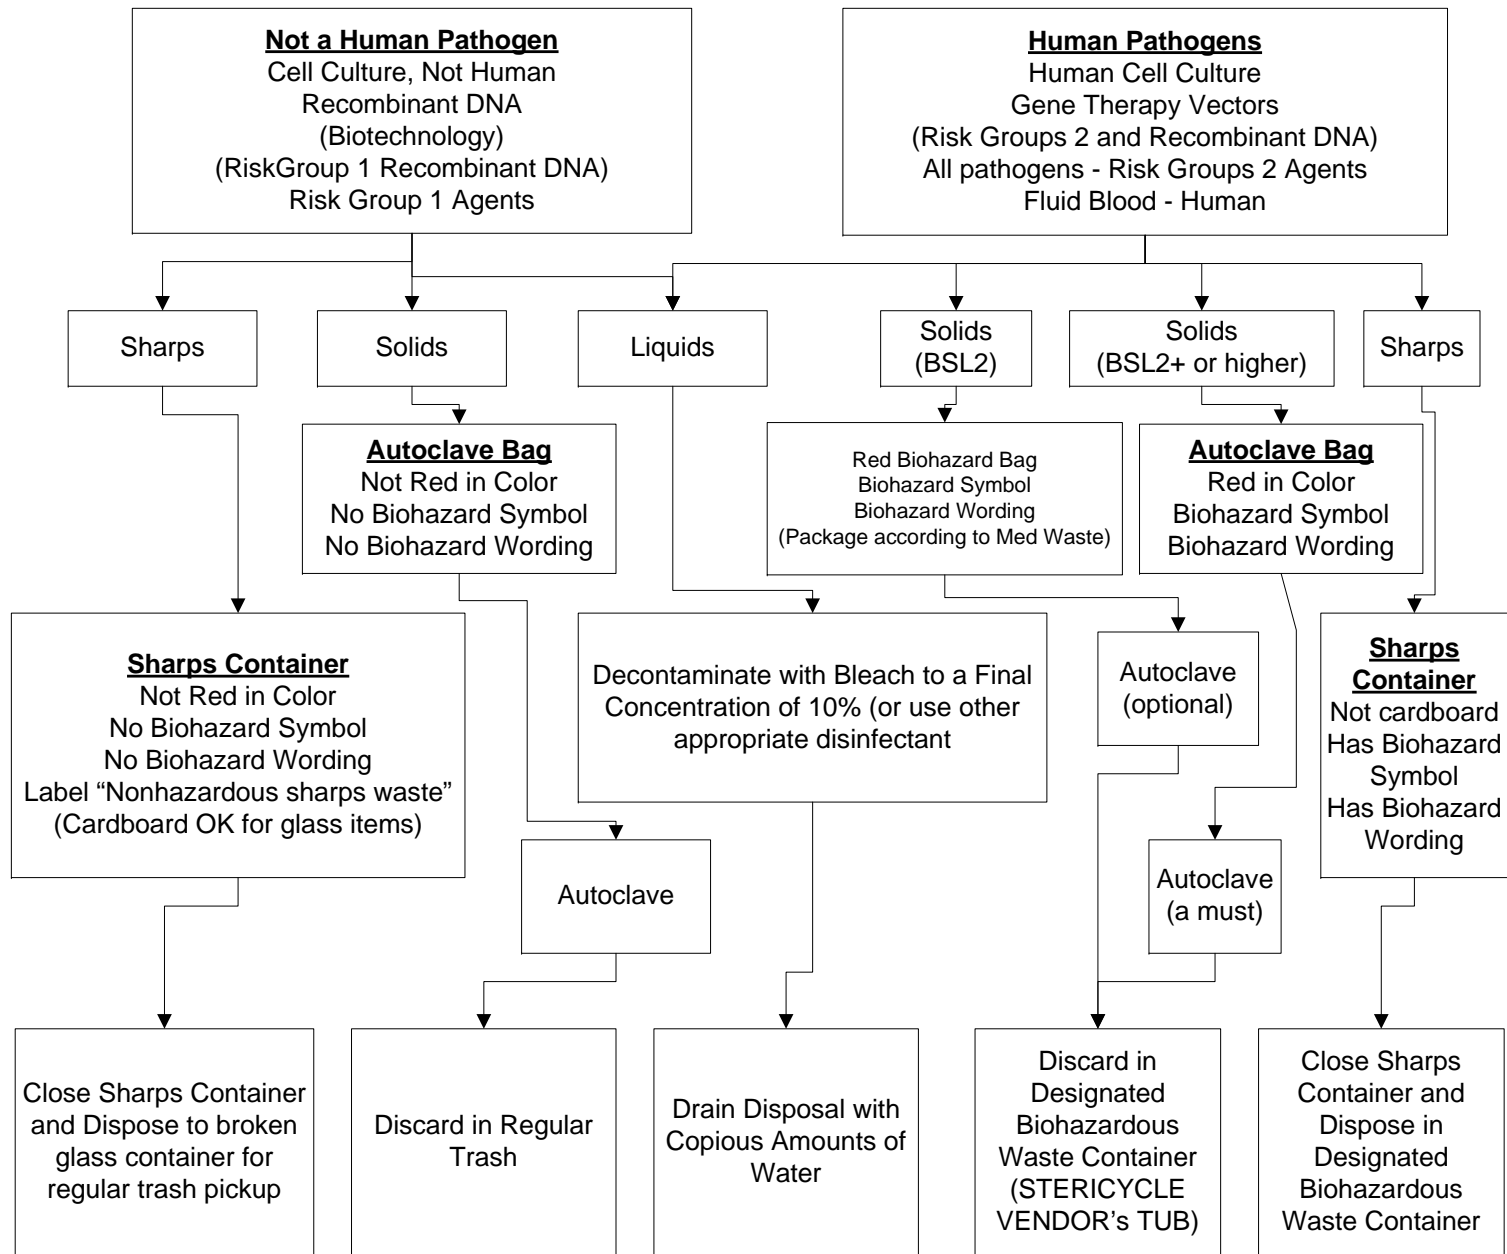 Not a Human Pathogen
Cell Culture, Not Human
Recombinant DNA
(Biotechnology)
(RiskGroup 1 Recombinant DNA)
Risk Group 1 Agents
Human Pathogens
Human Cell Culture
Gene Therapy Vectors
(Risk Groups 2 and Recombinant DNA)
All pathogens - Risk Groups 2 Agents
Fluid Blood - Human
Sharps
Solids
Liquids
Solids
(BSL2)
Solids
(BSL2+ or higher)
Sharps
Autoclave Bag
Not Red in Color
No Biohazard Symbol
No Biohazard Wording
Red Biohazard Bag
Biohazard Symbol
Biohazard Wording
(Package according to Med Waste)
Autoclave Bag
Red in Color
Biohazard Symbol
Biohazard Wording
Sharps Container
Not Red in Color
No Biohazard Symbol
No Biohazard Wording
Label “Nonhazardous sharps waste”
(Cardboard OK for glass items)
Decontaminate with Bleach to a Final
Concentration of 10% (or use other
appropriate disinfectant
Autoclave
(optional)
Sharps
Container
Not cardboard
Has Biohazard
Symbol
Has Biohazard
Wording
Autoclave
Autoclave
(a must)
Close Sharps Container
and Dispose to broken
glass container for
regular trash pickup
Discard in Regular
Trash
Drain Disposal with
Copious Amounts of
Water
Discard in
Designated
Biohazardous
Waste Container
(STERICYCLE
VENDOR’s TUB)
Close Sharps
Container and
Dispose in
Designated
Biohazardous
Waste Container